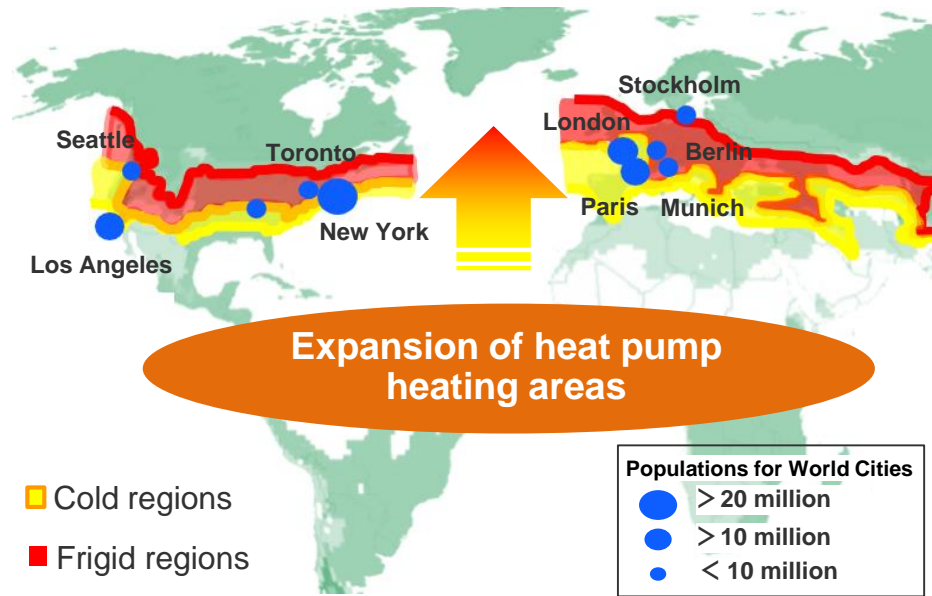 Stockholm
Seattle
London
Toronto
Berlin
Paris
Munich
New York
Los Angeles
Expansion of heat pump
heating areas
Populations for World Cities
> 20 million
> 10 million
< 10 million
Cold regions
Frigid regions